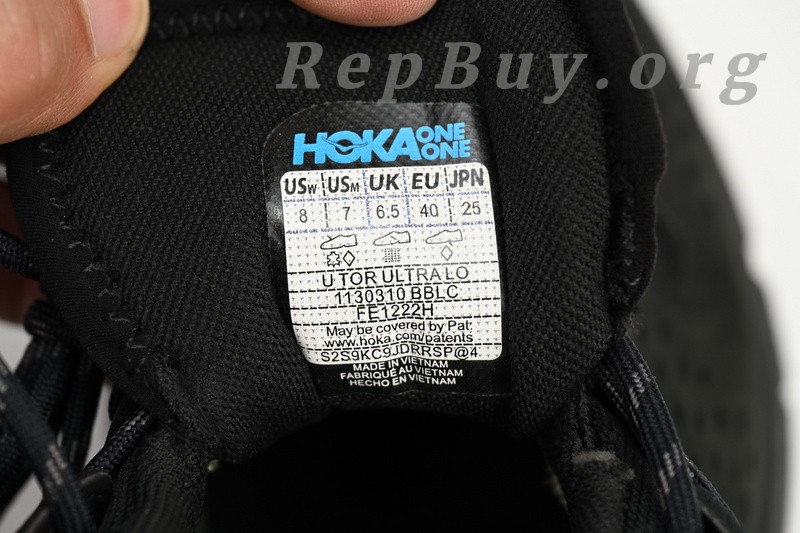 RepBuy.org
HOKA ONE ONE
USW USM UK EU JPN
8 7 6.5 40 25
U TOR ULTRA LO
1130310 BBLC
FE1222H
May be covered by Pat:
www.hoka.com/patents
S2S9KC9JDRRSP@4
MADE IN VIETNAM
FABRIQUÉ AU VIETNAM
HECHO EN VIETNAM